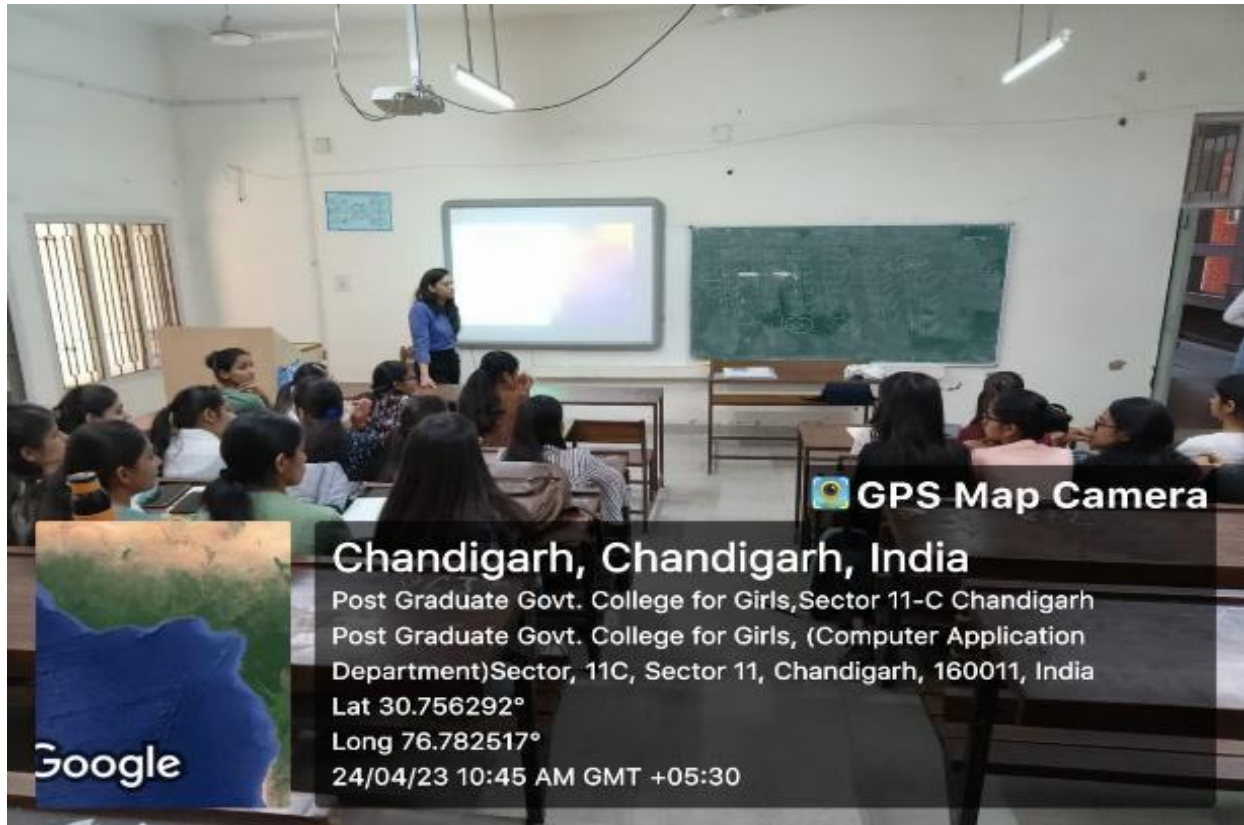 GPS Map Camera
Chandigarh, Chandigarh, India
Post Graduate Govt. College for Girls,Sector 11-C Chandigarh
Post Graduate Govt. College for Girls, (Computer Application
Department)Sector, 11C, Sector 11, Chandigarh, 160011, India
Lat 30.756292°
Long 76.782517°
24/04/23 10:45 AM GMT +05:30
Google